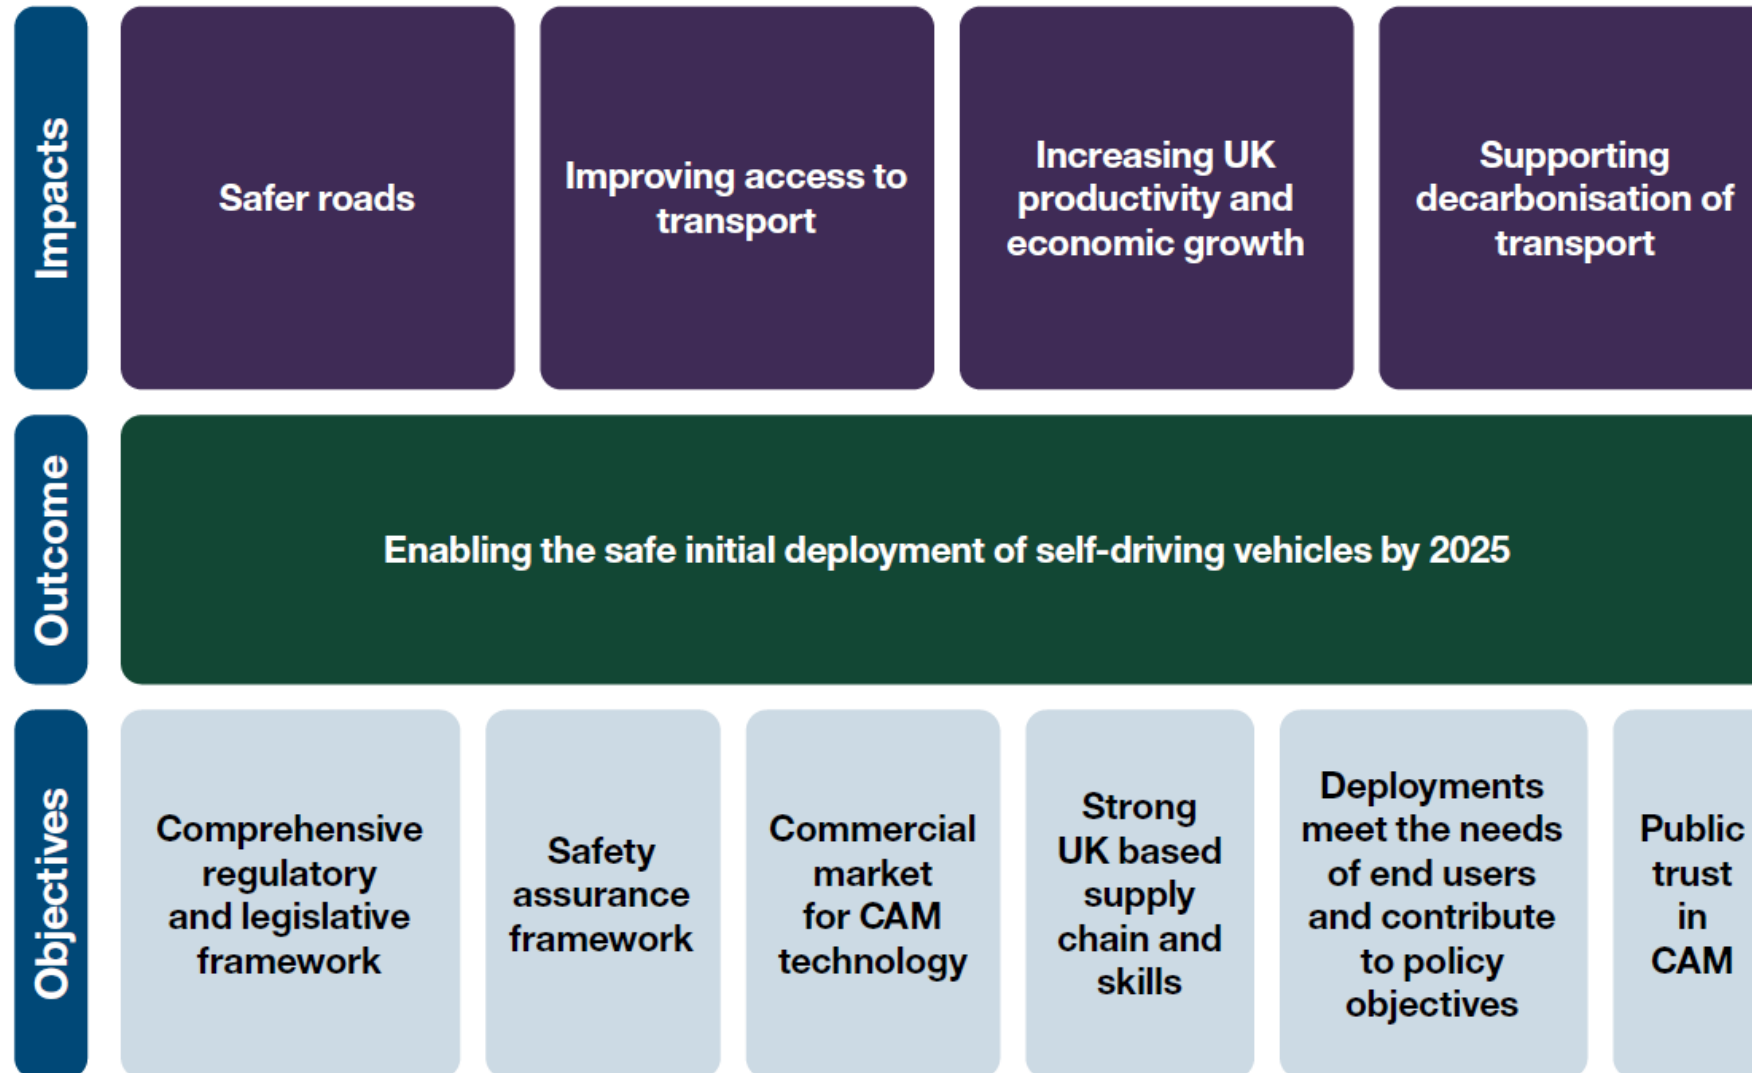 Impacts
Safer roads
Improving access to
transport
Increasing UK
productivity and
economic growth
Supporting
decarbonisation of
transport
Outcome
Enabling the safe initial deployment of self-driving vehicles by 2025
Objectives
Comprehensive
regulatory
and legislative
framework
Safety
assurance
framework
Commercial
market
for CAM
technology
Strong
UK based
supply
chain and
skills
Deployments
meet the needs
of end users
and contribute
to policy
objectives
Public
trust
in
CAM